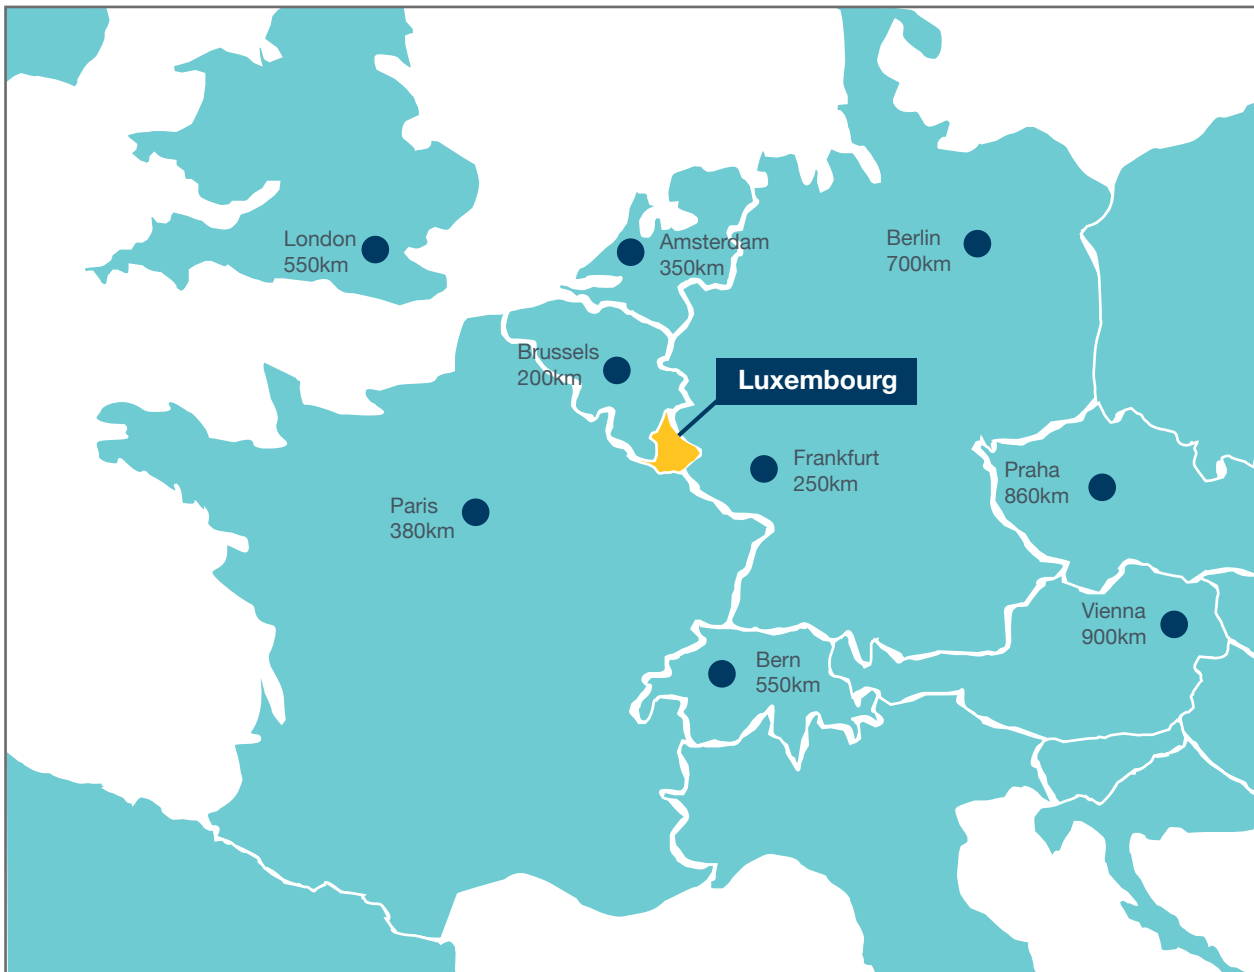 London
550km
Amsterdam
350km
Berlin
700km
Brussels
200km
Luxembourg
Frankfurt
250km
Praha
860km
Paris
380km
Vienna
900km
Bern
550km